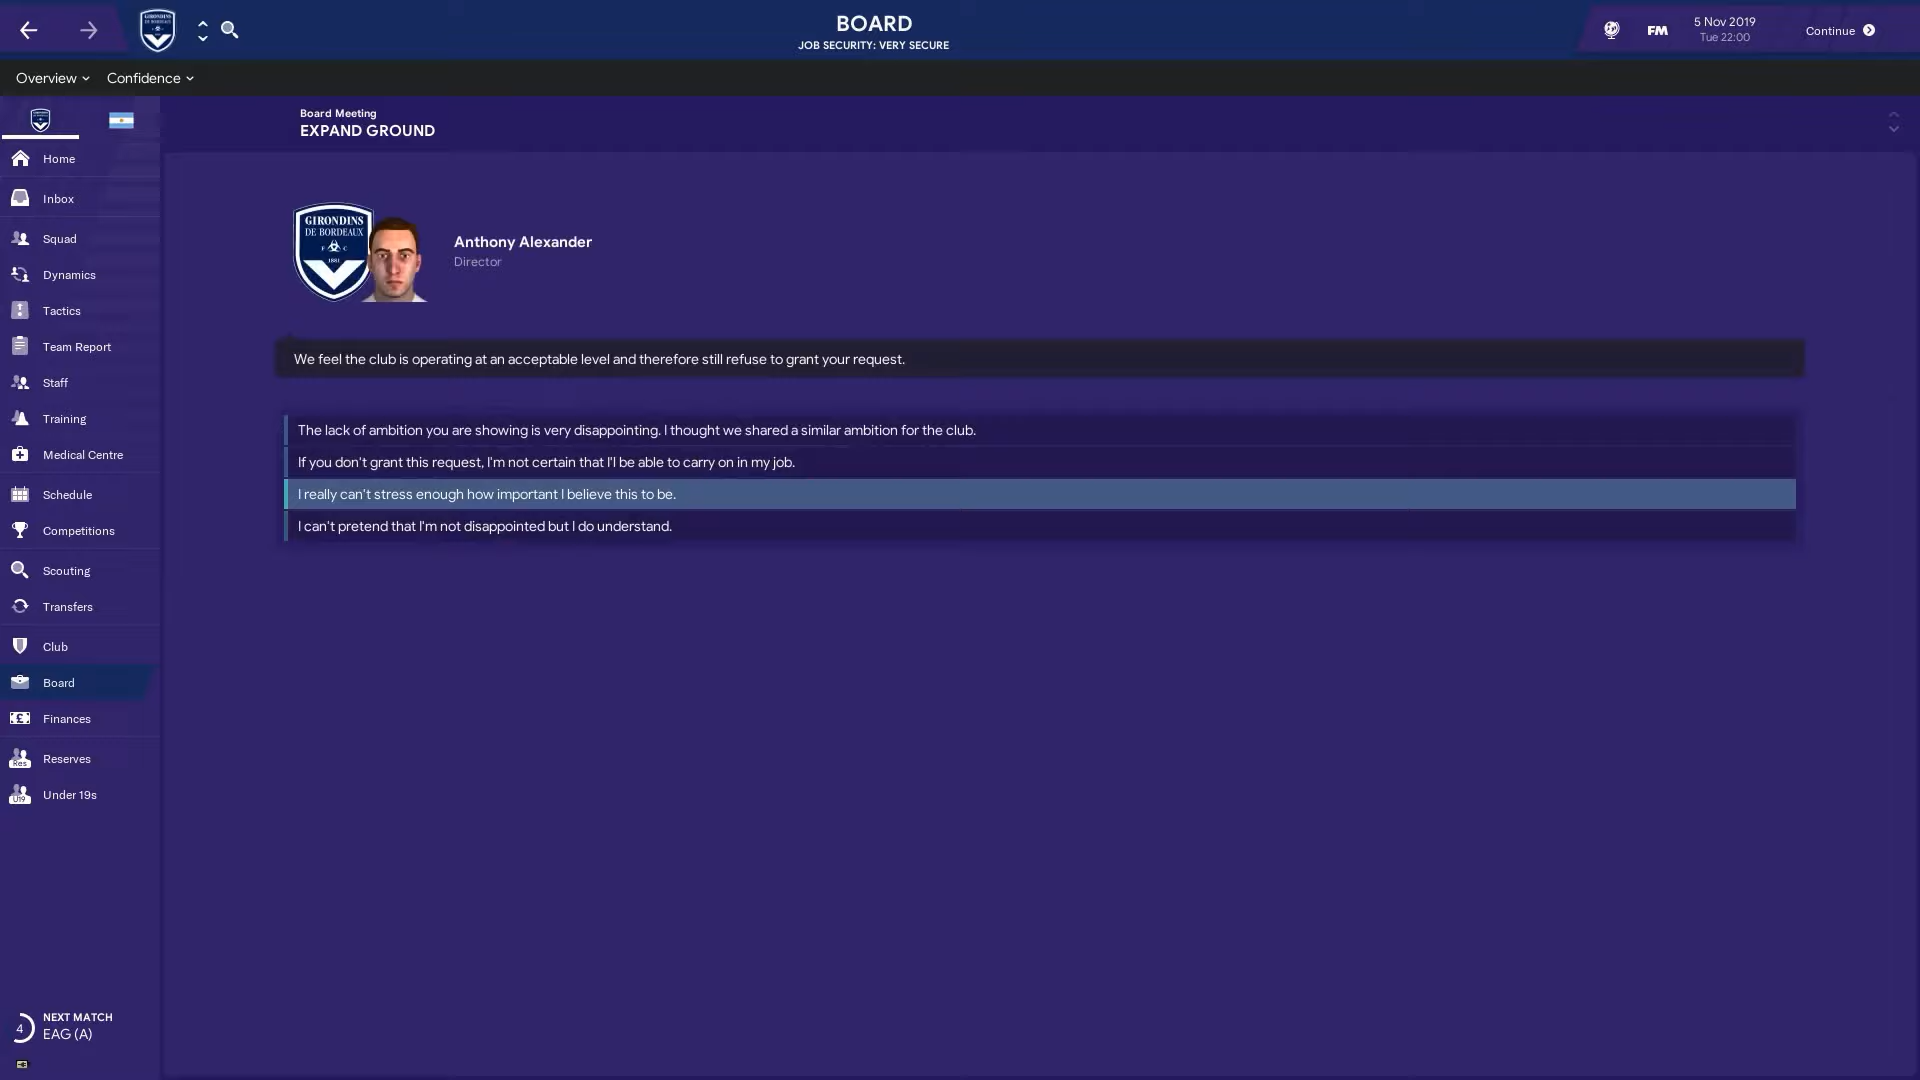 BOARD
JOB SECURITY: VERY SECURE
FM
5 Nov 2019
Tue 22:00
Continue
Overview
Confidence
Board Meeting
EXPAND GROUND
Home
Inbox
Squad
Dynamics
Tactics
Team Report
Staff
Training
Medical Centre
Schedule
Competitions
Scouting
Transfers
Club
Board
Finances
Res
Reserves
U19
Under 19s
4
NEXT MATCH
EAG (A)
GIRONDINS
DE BORDEAUX
F C
1881
Anthony Alexander
Director
We feel the club is operating at an acceptable level and therefore still refuse to grant your request.
The lack of ambition you are showing is very disappointing. I thought we shared a similar ambition for the club.
If you don't grant this request, I'm not certain that I'l be able to carry on in my job.
I really can't stress enough how important I believe this to be.
I can't pretend that I'm not disappointed but I do understand.